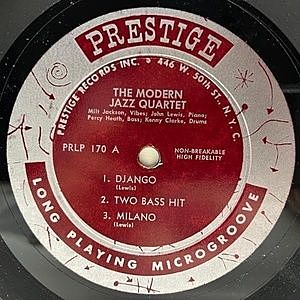 PRESTIGE
PRESTIGE RECORDS INC. 446 W. 50th ST., N.Y.C.
THE MODERN
JAZZ QUARTET
Milt Jackson, Vibes; John Lewis, Piano;
Percy Heath, Bass; Kenny Clarke, Drums
PRLP 170 A
NON-BREAKABLE
HIGH FIDELITY
1. DJANGO
(Lewis)
2. TWO BASS HIT
3. MILANO
(Lewis)
LONG PLAYING MICROGROOVE